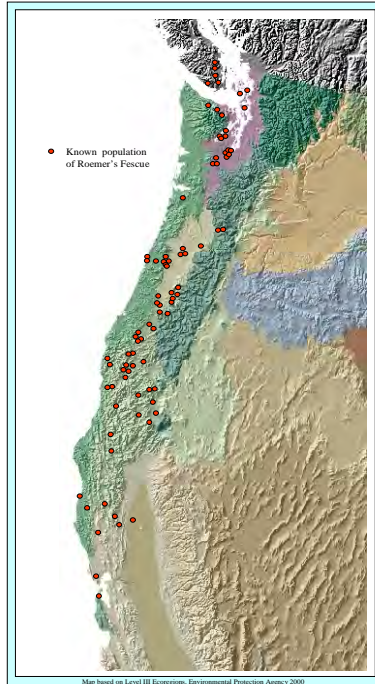 Known population
of Roemer's Fescue
Map based on Level III Ecoregions, Environmental Protection Agency 2000